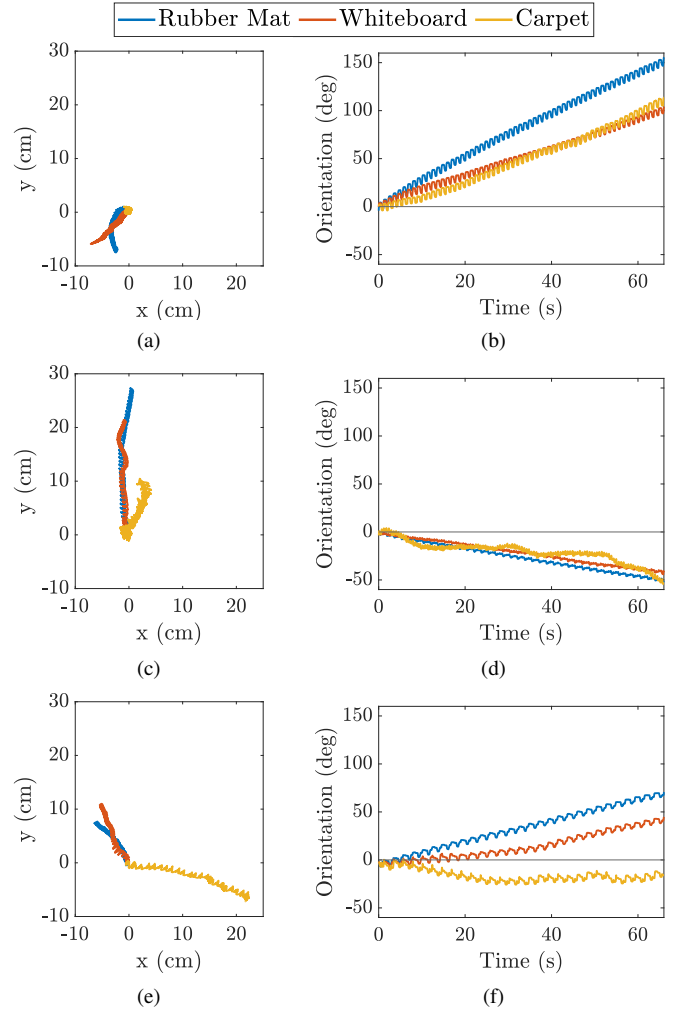 Rubber Mat Whiteboard Carpet
30
20
10
0
-10
-10 0 10 20
y (cm)
x (cm)
(a)
150
100
50
0
-50
0 20 40 60
Orientation (deg)
Time (s)
(b)
30
20
10
0
-10
-10 0 10 20
y (cm)
x (cm)
(c)
150
100
50
0
-50
0 20 40 60
Orientation (deg)
Time (s)
(d)
30
20
10
0
-10
-10 0 10 20
y (cm)
x (cm)
(e)
150
100
50
0
-50
0 20 40 60
Orientation (deg)
Time (s)
(f)